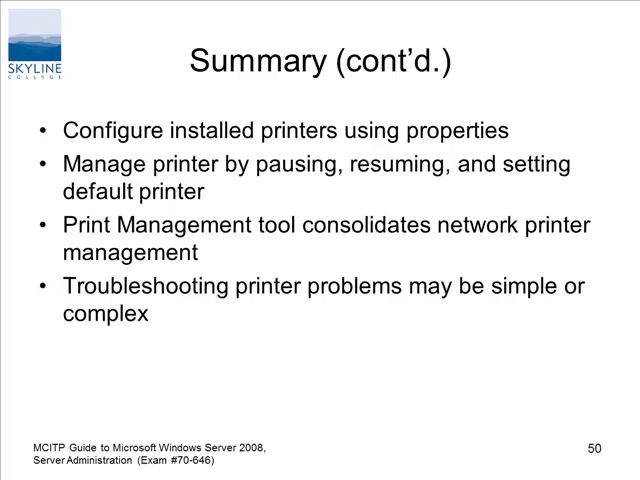 SKYLINE
COLLEGE
Summary (cont’d.)
• Configure installed printers using properties
• Manage printer by pausing, resuming, and setting
default printer
• Print Management tool consolidates network printer
management
• Troubleshooting printer problems may be simple or
complex
MCITP Guide to Microsoft Windows Server 2008,
Server Administration (Exam #70-646)
50